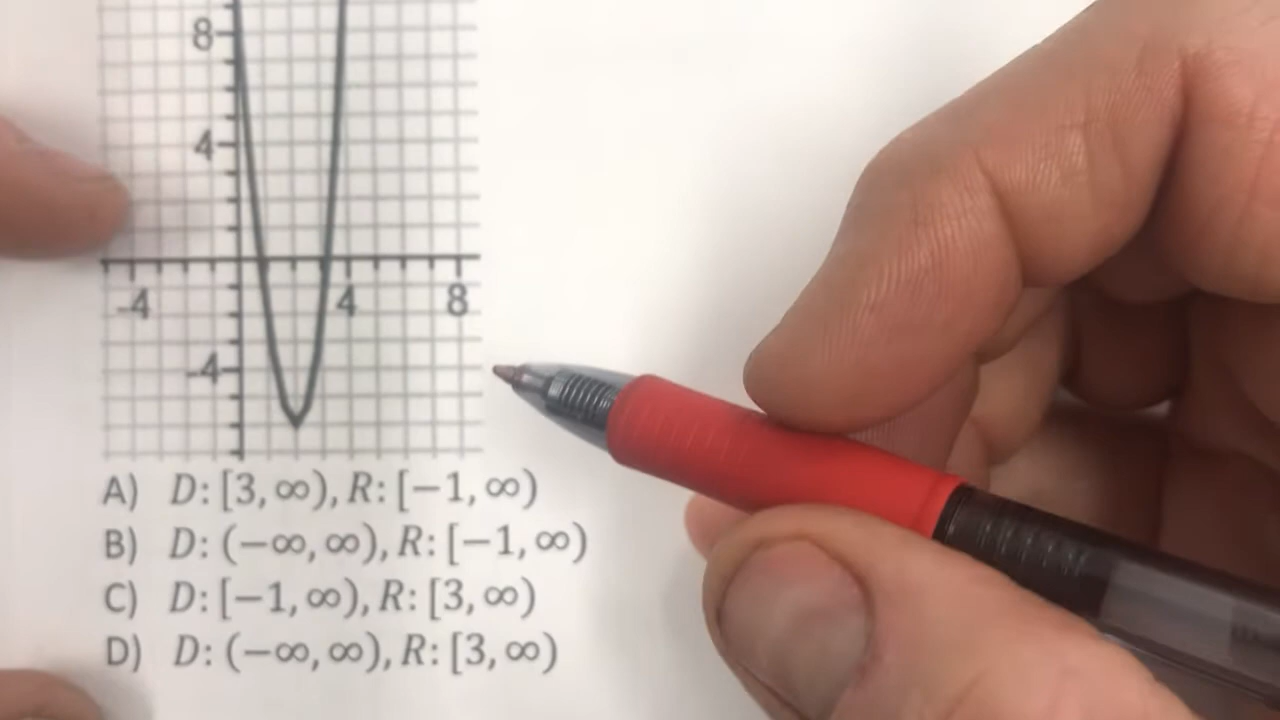 8
4
-4 4 8
-4
A) D: [3, ∞), R: [−1, ∞)
B) D: (−∞, ∞), R: [−1, ∞)
C) D: [−1, ∞), R: [3, ∞)
D) D: (−∞, ∞), R: [3, ∞)